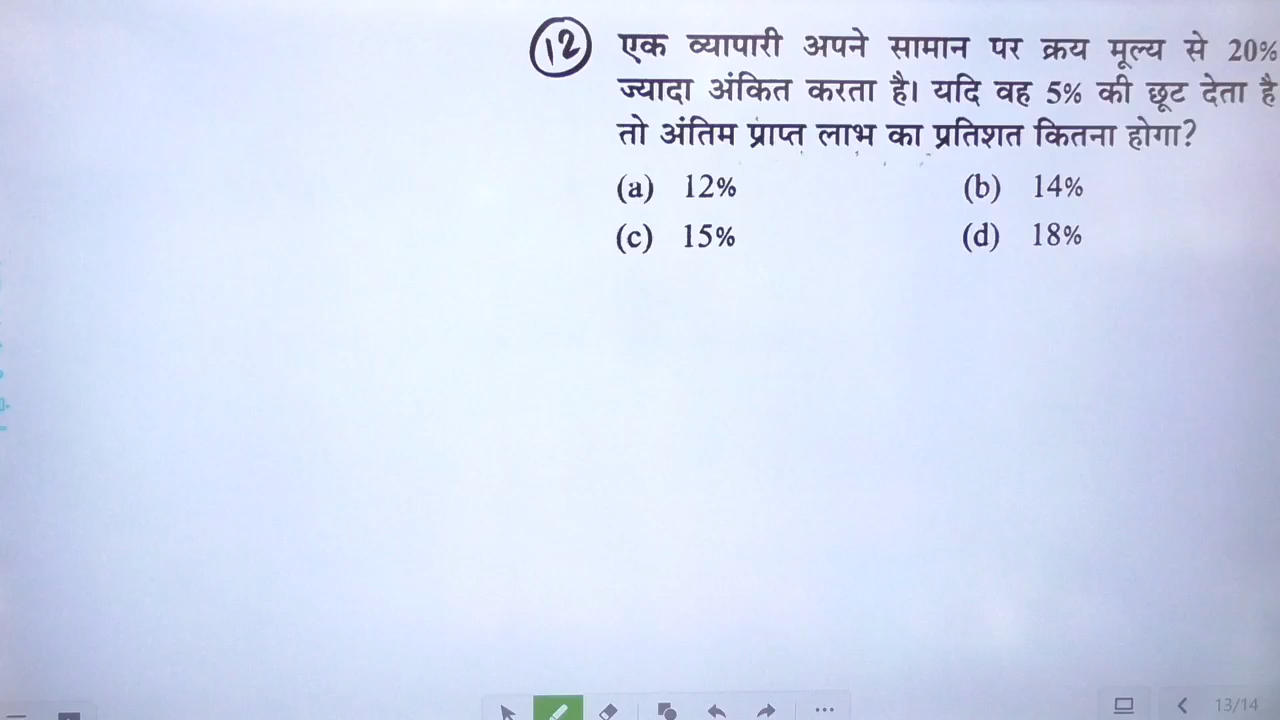 12 एक व्यापारी अपने सामान पर क्रय मूल्य से 20%
ज्यादा अंकित करता है। यदि वह 5% की छूट देता है
तो अंतिम प्राप्त लाभ का प्रतिशत कितना होगा?
(a) 12% (b) 14%
(c) 15% (d) 18%
13/14